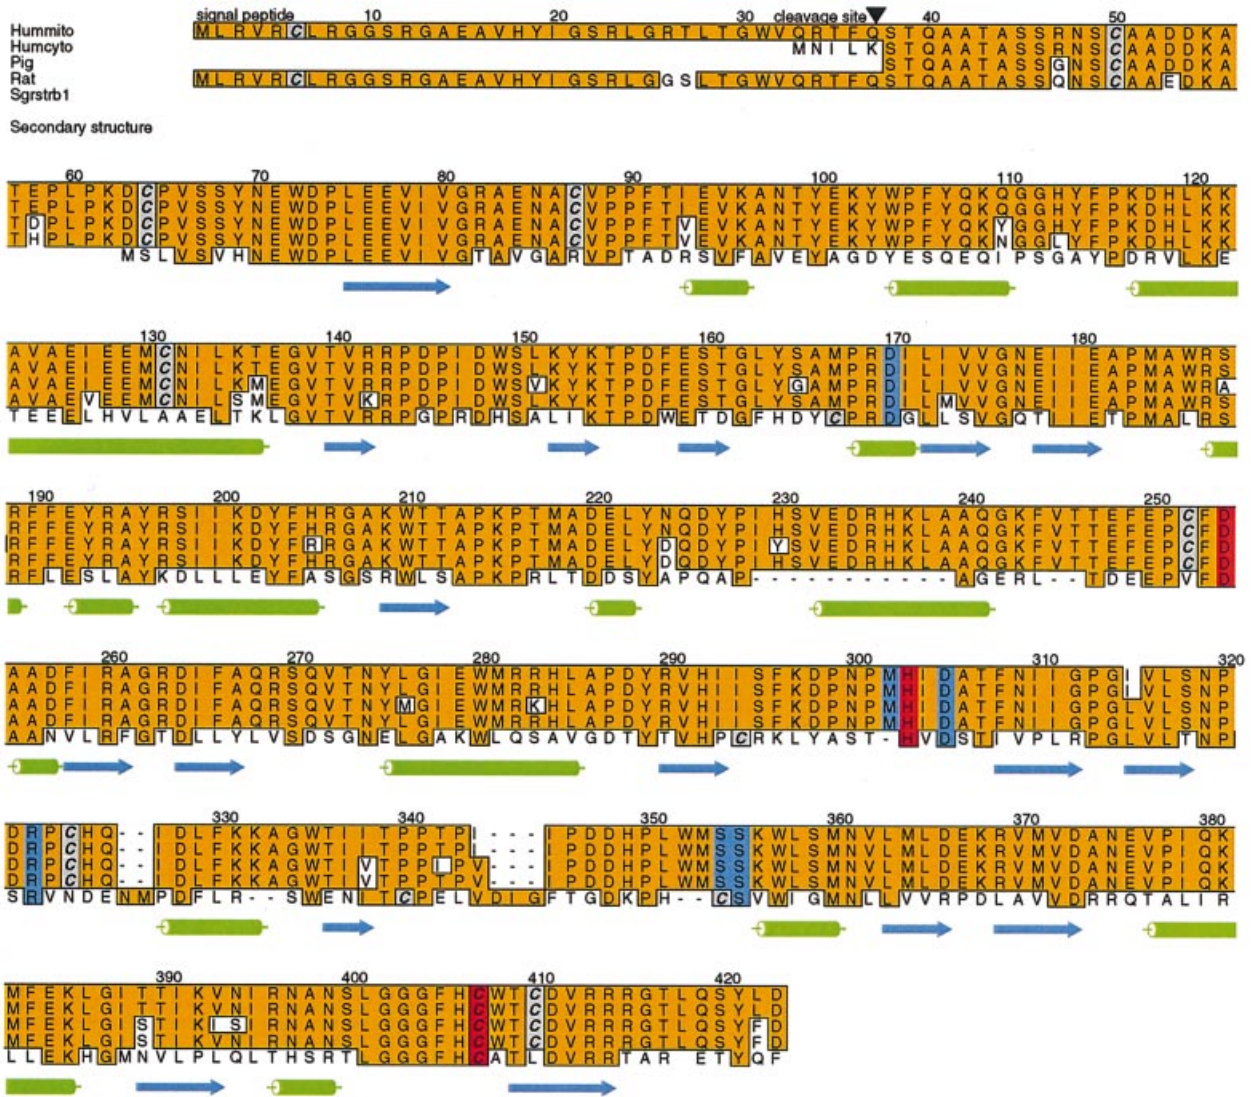 signal peptide 10 20 30 cleavage site 40 50
Hummito MLRVRCLRGGSRGAEAVHYIGSRLGRTLTGWVQRTFQSTQAATASSRNSCAADDKA
Humcyto MNILKSTQAATASSRNSCAADDKA
Pig STQAATASSGNSCAADDKA
Rat MLRVRCLRGGSRGAEAVHYIGSRLGGSLTGWVQRTFQSTQAATASSQNSCAAEDKA
Sgrstrb1
Secondary structure
60 70 80 90 100 110 120
TEPLPKDCPVSSYNEWDPLEEVIVGRAENACVPPFTIEVKANTYEKYWPFYQKQGGHYFPKDHLKK
TEPLPKDCPVSSYNEWDPLEEVIVGRAENACVPPFTIEVKANTYEKYWPFYQKQGGHYFPKDHLKK
TDPLPKDCPVSSYNEWDPLEEVIVGRAENACVPPFTVEVKANTYEKYWPFYQKYGGHYFPKDHLKK
THPLPKDCPVSSYNEWDPLEEVIVGRAENACVPPFTVEVKANTYEKYWPFYQKNGGLYFPKDHLKK
MSLVSVHNEWDPLEEVIVGTAVGARVPTADRSVFAVEYAGDYESQEQIPSGAYPDRVLKE
130 140 150 160 170 180
AVAEIEEMCNILKTEGVTVRRPDPIDWSLKYKTPDFESTGLYSAMPRDILIVVGNEIIEAPMAWRS
AVAEIEEMCNILKTEGVTVRRPDPIDWSLKYKTPDFESTGLYSAMPRDILIVVGNEIIEAPMAWRS
AVAEIEEMCNILKMEGVTVRRPDPIDWSVKYKTPDFESTGLYGAMPRDILIVVGNEIIEAPMAWRA
AVAEVEEMCNILSMEGVTVKRPDPIDWSLKYKTPDFESTGLYSAMPRDILMVVGNEIIEAPMAWRS
TEELHVLAAELTKLGVTVRRPGPRDHSALIKTPDWETDGFHDYCPRDGLLSVGQTIIETPMALRS
190 200 210 220 230 240 250
RFFEYRAYRSIIKDYFHRGAKWTTAPKPTMADELYNQDYPIHSVEDRHKLAAQGKFVTTEFEPCFD
RFFEYRAYRSIIKDYFHRGAKWTTAPKPTMADELYNQDYPIHSVEDRHKLAAQGKFVTTEFEPCFD
RFFEYRAYRSIIKDYFRRGAKWTTAPKPTMADELYDQDYPIYSVEDRHKLAAQGKFVTTEFEPCFD
RFFEYRAYRSIIKDYFHRGAKWTTAPKPTMADELYDQDYPIHSVEDRHKLAAQGKFVTTEFEPCFD
RFLESLAYKDLLLEYFASGSRWLSAPKPRLTDDSYAPQAP-----------AGERL--TDEEPVFD
260 270 280 290 300 310 320
AADFIRAGRDIFAQRSQVTNYLGIEWMRRHLAPDYRVHIISFKDPNPMHIDATFNIIGPGIVLSNP
AADFIRAGRDIFAQRSQVTNYLGIEWMRRHLAPDYRVHIISFKDPNPMHIDATFNIIGPGIVLSNP
AADFIRAGRDIFAQRSQVTNYMGIEWMRKHLAPDYRVHIISFKDPNPMHIDATFNIIGPGLVLSNP
AADFIRAGRDIFAQRSQVTNYLGIEWMRRHLAPDYRVHIISFKDPNPMHIDATFNIIGPGLVLSNP
AANVLRFGTDLLYLVSDSGNELGAKWLQSAVGDTYTVHPCRKLYAST-HVDSTIVPLRPGLVLTNP
330 340 350 360 370 380
DRPCHQ--IDLFKKAGWTIITPPTPI---IPDDHPLWMSSKWLSMNVLMLDEKRVMVDANEVPIQK
DRPCHQ--IDLFKKAGWTIITPPTPI---IPDDHPLWMSSKWLSMNVLMLDEKRVMVDANEVPIQK
DRPCHQ--IDLFKKAGWTIVTPPLPV---IPDDHPLWMSSKWLSMNVLMLDEKRVMVDANEVPIQK
DRPCHQ--IDLFKKAGWTIVTPPTPV---IPDDHPLWMSSKWLSMNVLMLDEKRVMVDANEVPIQK
SRVNDENMPDFLR--SWENITCPELVDIGFTGDKPH--CSVWIGMNLLVVRPDLAVVDRRQTALIR
390 400 410 420
MFEKLGITTIKVNIRNANSLGGGFHCWTCDVRRRGTLQSYLD
MFEKLGITTIKVNIRNANSLGGGFHCWTCDVRRRGTLQSYLD
MFEKLGISTIKISIRNANSLGGGFHCWTCDVRRRGTLQSYFD
MFEKLGISTIKVNIRNANSLGGGFHCWTCDVRRRGTLQSYLD
LLEKHGMNVLPLQLTHSRTLGGGFHCATLDVRRTAR ETYQF